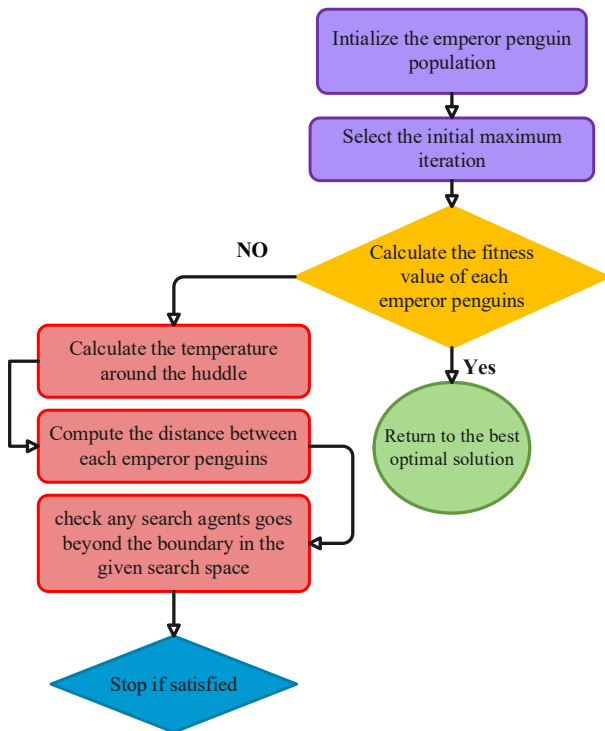 Intialize the emperor penguin
population
Select the initial maximum
iteration
Calculate the fitness
value of each
emperor penguins
NO
Yes
Calculate the temperature
around the huddle
Compute the distance between
each emperor penguins
check any search agents goes
beyond the boundary in the
given search space
Stop if satisfied
Return to the best
optimal solution